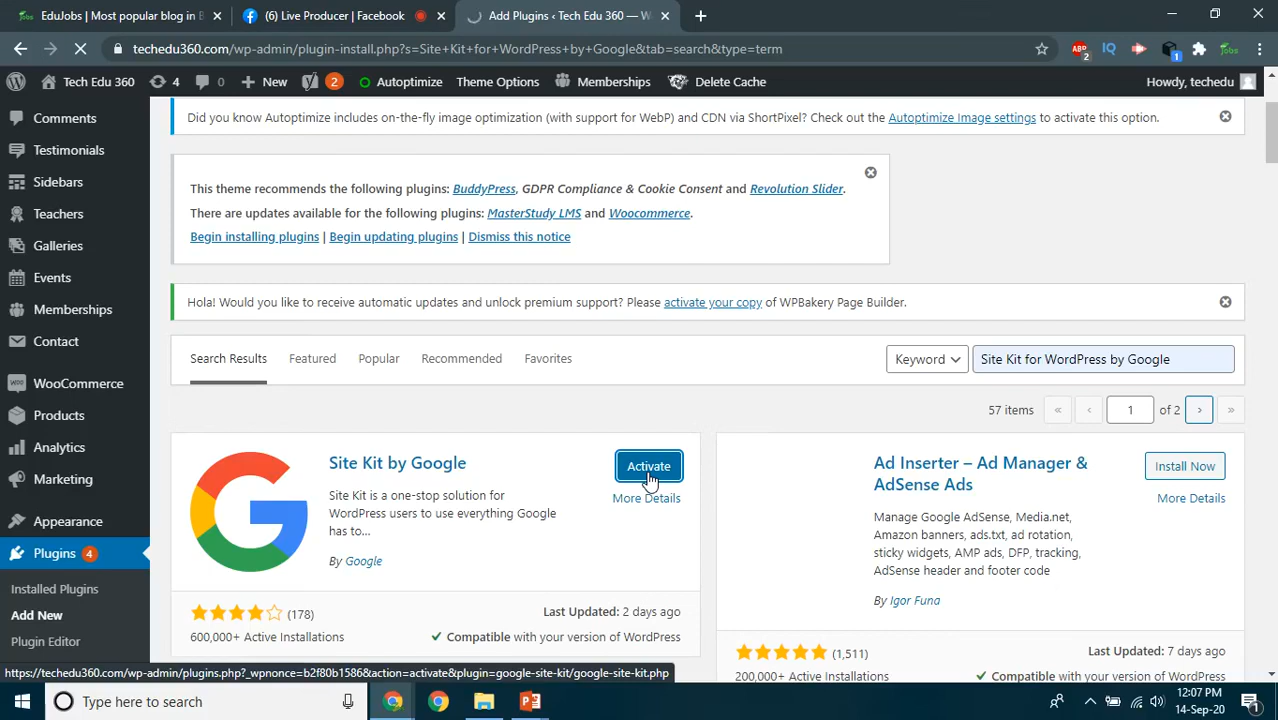 EduJobs | Most popular blog in B
(4) Live Producer | Facebook
Add Plugins ‹ Tech Edu 360 — W
techedu360.com/wp-admin/plugin-install.php?s=Site+Kit+for+WordPress+by+Google&tab=search&type=term
Tech Edu 360
4
0
New
2
Autoptimize
Theme Options
Memberships
Delete Cache
Howdy, techedu
Comments
Testimonials
Sidebars
Teachers
Galleries
Events
Memberships
Contact
WooCommerce
Products
Analytics
Marketing
Appearance
Plugins 4
Installed Plugins
Add New
Plugin Editor
Did you know Autoptimize includes on-the-fly image optimization (with support for WebP) and CDN via ShortPixel? Check out the Autoptimize Image settings to activate this option.
This theme recommends the following plugins: BuddyPress, GDPR Compliance & Cookie Consent and Revolution Slider.
There are updates available for the following plugins: MasterStudy LMS and Woocommerce.
Begin installing plugins | Begin updating plugins | Dismiss this notice
Hola! Would you like to receive automatic updates and unlock premium support? Please activate your copy of WPBakery Page Builder.
Search Results
Featured
Popular
Recommended
Favorites
Keyword
Site Kit for WordPress by Google
57 items
«
‹
1
of 2
›
»
Site Kit by Google
Activate
More Details
Site Kit is a one-stop solution for
WordPress users to use everything Google
has to...
By Google
(178)
Last Updated: 2 days ago
600,000+ Active Installations
Compatible with your version of WordPress
Ad Inserter – Ad Manager &
AdSense Ads
Install Now
More Details
Manage Google AdSense, Media.net,
Amazon banners, ads.txt, ad rotation,
sticky widgets, AMP ads, DFP, tracking,
AdSense header and footer code
By Igor Funa
(1,511)
Last Updated: 7 days ago
200,000+ Active Installations
Compatible with your version of WordPress
https://techedu360.com/wp-admin/plugins.php?_wpnonce=b2f80b1586&action=activate&plugin=google-site-kit/google-site-kit.php
Type here to search
12:07 PM
14-Sep-20
1
ABP
2
IQ
1
Jobs
woo